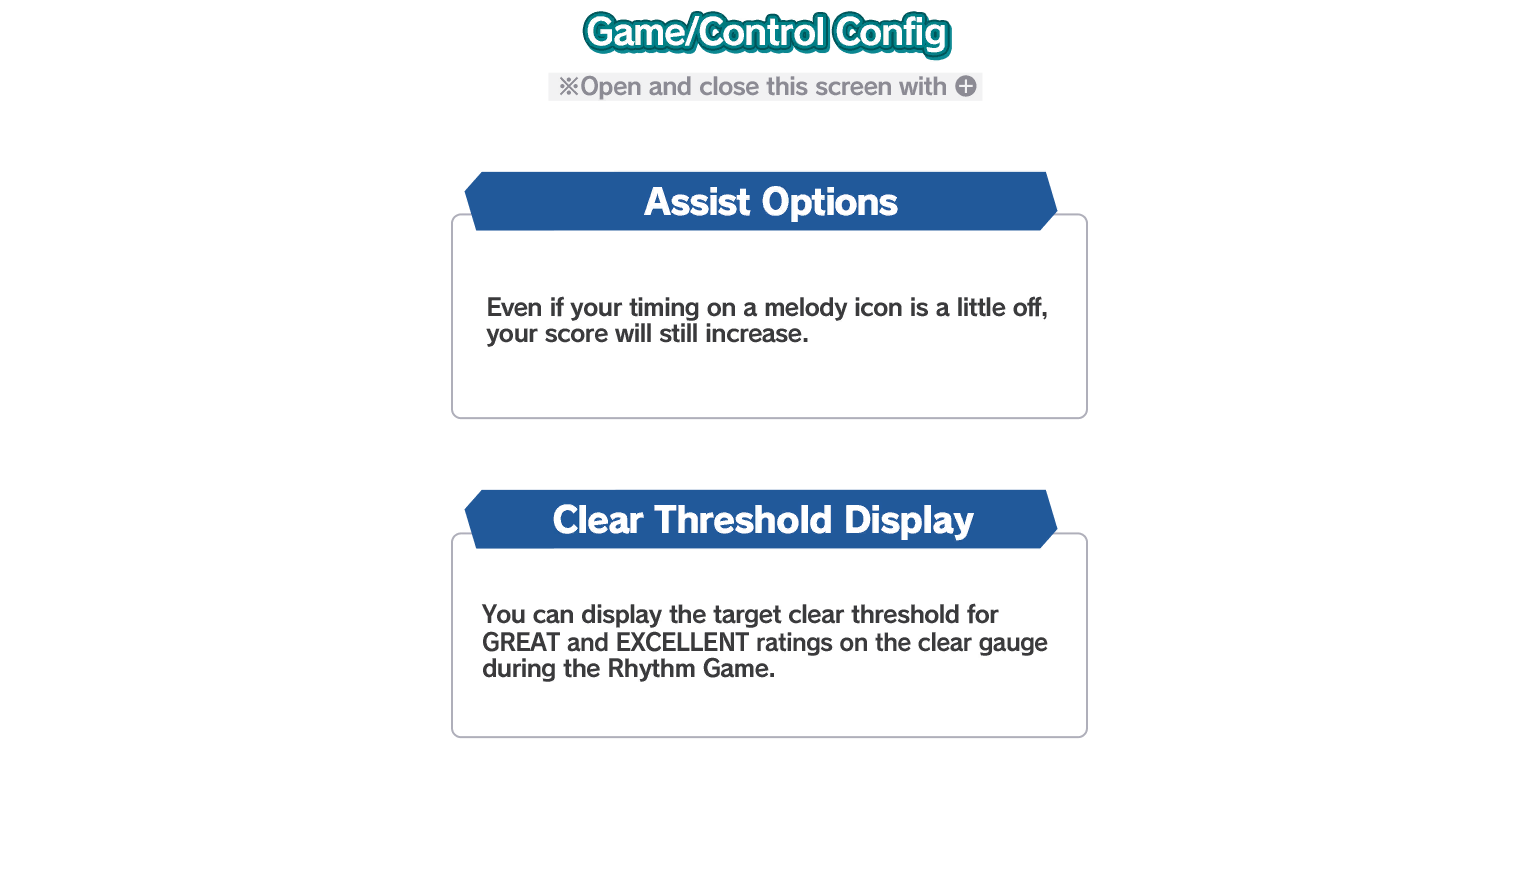 Game/Control Config
※Open and close this screen with ⊕
Assist Options
Even if your timing on a melody icon is a little off,
your score will still increase.
Clear Threshold Display
You can display the target clear threshold for
GREAT and EXCELLENT ratings on the clear gauge
during the Rhythm Game.